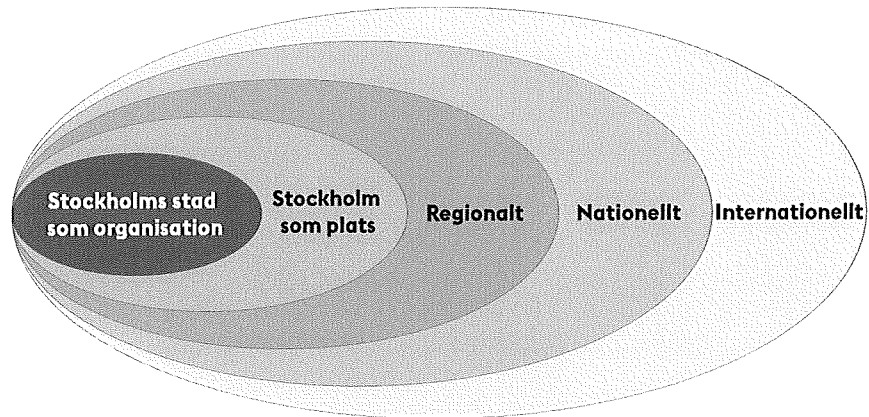 Stockholms stad
som organisation
Stockholm
som plats
Regionalt
Nationellt
Internationellt